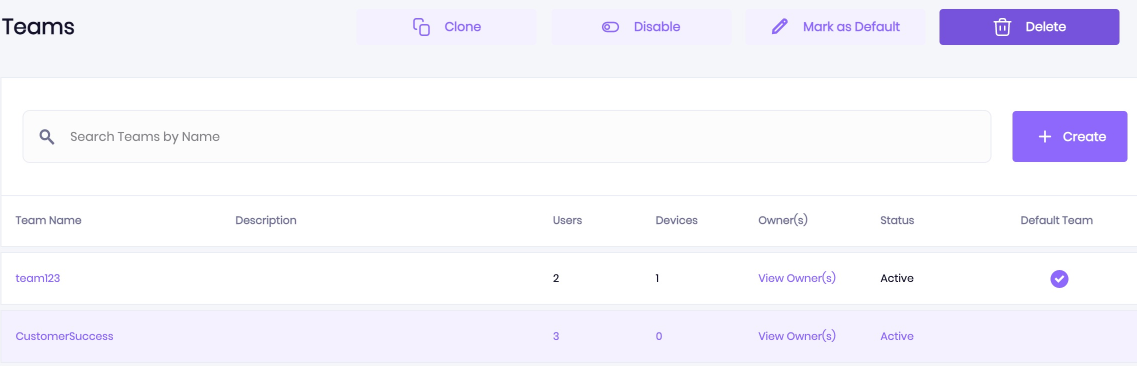 Teams Clone Disable Mark as Default Delete
Search Teams by Name Create
Team Name Description Users Devices Owner(s) Status Default Team
team123 2 1 View Owner(s) Active
CustomerSuccess 3 0 View Owner(s) Active